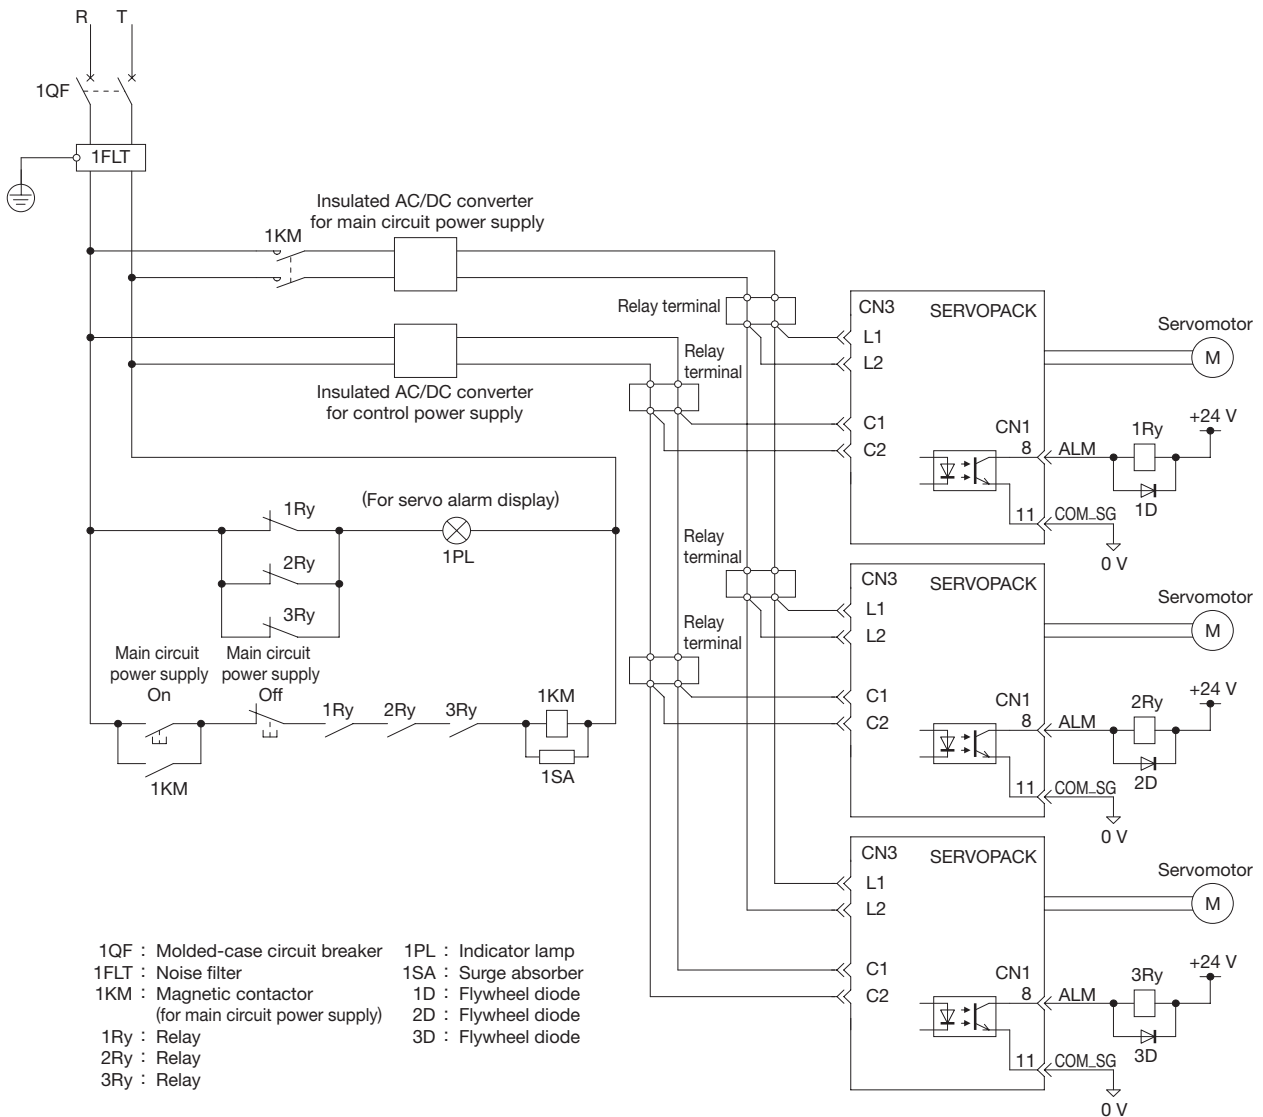 R T
1QF
1FLT
Insulated AC/DC converter
for main circuit power supply
1KM
Insulated AC/DC converter
for control power supply
Relay terminal
Relay
terminal
CN3
SERVOPACK
L1
L2
C1
C2
CN1
8
ALM
11
COM_SG
0 V
1Ry
1D
+24 V
Servomotor
M
(For servo alarm display)
1Ry
1PL
2Ry
3Ry
Relay
terminal
Relay
terminal
CN3
SERVOPACK
L1
L2
C1
C2
CN1
8
ALM
11
COM_SG
0 V
2Ry
2D
+24 V
Servomotor
M
Main circuit
power supply
On
Main circuit
power supply
Off
1Ry
2Ry
3Ry
1KM
1SA
1KM
CN3
SERVOPACK
L1
L2
C1
C2
CN1
8
ALM
11
COM_SG
0 V
3Ry
3D
+24 V
Servomotor
M
1QF : Molded-case circuit breaker
1FLT : Noise filter
1KM : Magnetic contactor
(for main circuit power supply)
1Ry : Relay
2Ry : Relay
3Ry : Relay
1PL : Indicator lamp
1SA : Surge absorber
1D : Flywheel diode
2D : Flywheel diode
3D : Flywheel diode